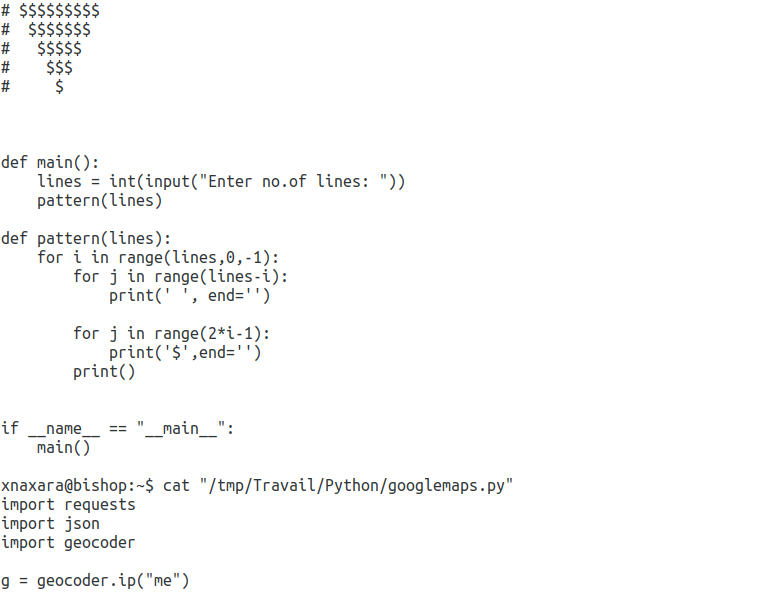 # $$$$$$$$$
#  $$$$$$$
#   $$$$$
#    $$$
#     $
def main():
    lines = int(input("Enter no.of lines: "))
    pattern(lines)
def pattern(lines):
    for i in range(lines,0,-1):
        for j in range(lines-i):
            print(' ', end='')
        for j in range(2*i-1):
            print('$',end='')
        print()
if __name__ == "__main__":
    main()
xnaxara@bishop:~$ cat "/tmp/Travail/Python/googlemaps.py"
import requests
import json
import geocoder
g = geocoder.ip("me")